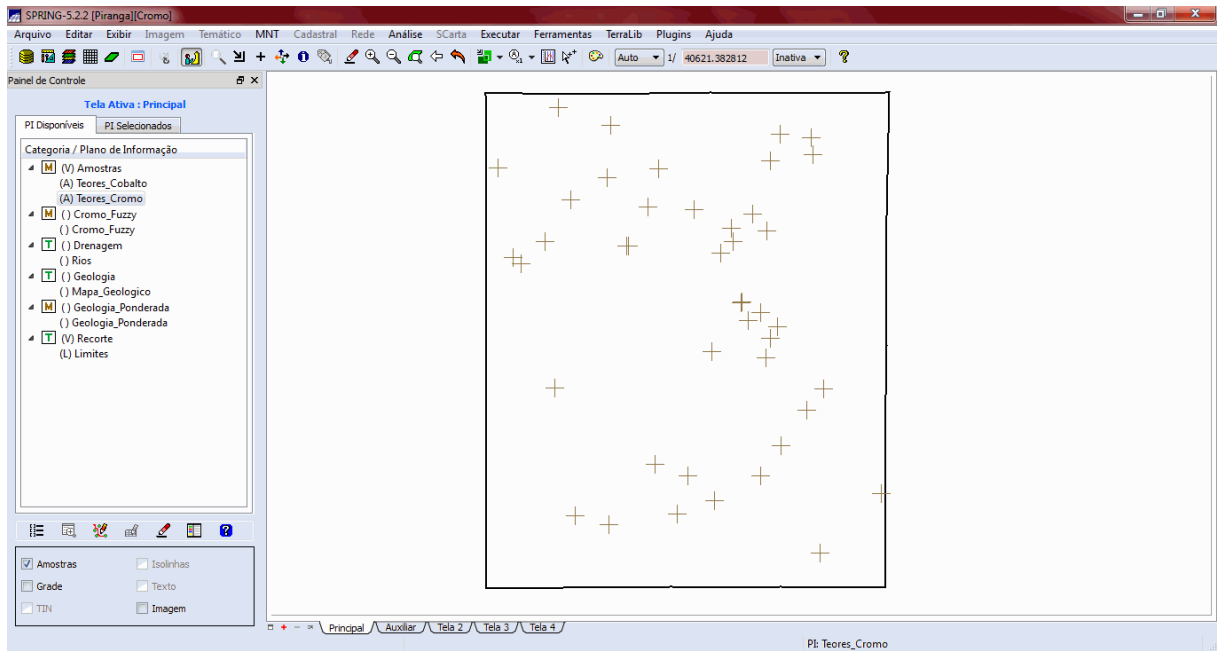 SPRING-5.2.2 [Piranga][Cromo]
Arquivo Editar Exibir Imagem Temático MNT Cadastral Rede Análise SCarta Executar Ferramentas TerraLib Plugins Ajuda
Auto 1/ 40621.382812 Inativa
Painel de Controle
Tela Ativa : Principal
PI Disponíveis PI Selecionados
Categoria / Plano de Informação
M (V) Amostras
(A) Teores_Cobalto
(A) Teores_Cromo
M ( ) Cromo_Fuzzy
( ) Cromo_Fuzzy
T ( ) Drenagem
( ) Rios
T ( ) Geologia
( ) Mapa_Geologico
M ( ) Geologia_Ponderada
( ) Geologia_Ponderada
T (V) Recorte
(L) Limites
Amostras Isolinhas
Grade Texto
TIN Imagem
Principal Auxiliar Tela 2 Tela 3 Tela 4
PI: Teores_Cromo